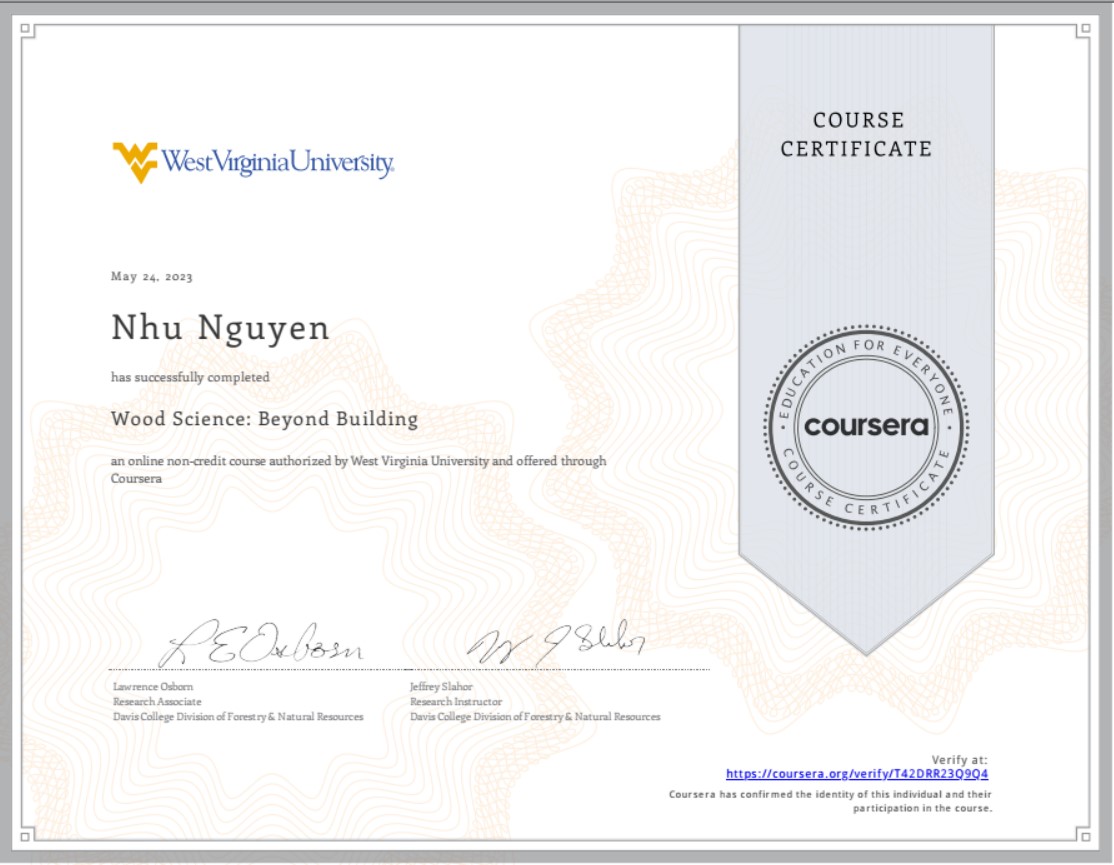 COURSE
CERTIFICATE
West Virginia University®
May 24, 2023
Nhu Nguyen
has successfully completed
Wood Science: Beyond Building
an online non-credit course authorized by West Virginia University and offered through
Coursera
EDUCATION FOR EVERYONE
coursera
COURSE CERTIFICATE
L E Osborn
W J Slahor
Lawrence Osborn
Research Associate
Davis College Division of Forestry & Natural Resources
Jeffrey Slahor
Research Instructor
Davis College Division of Forestry & Natural Resources
Verify at:
https://coursera.org/verify/T42DRR23Q9Q4
Coursera has confirmed the identity of this individual and their
participation in the course.